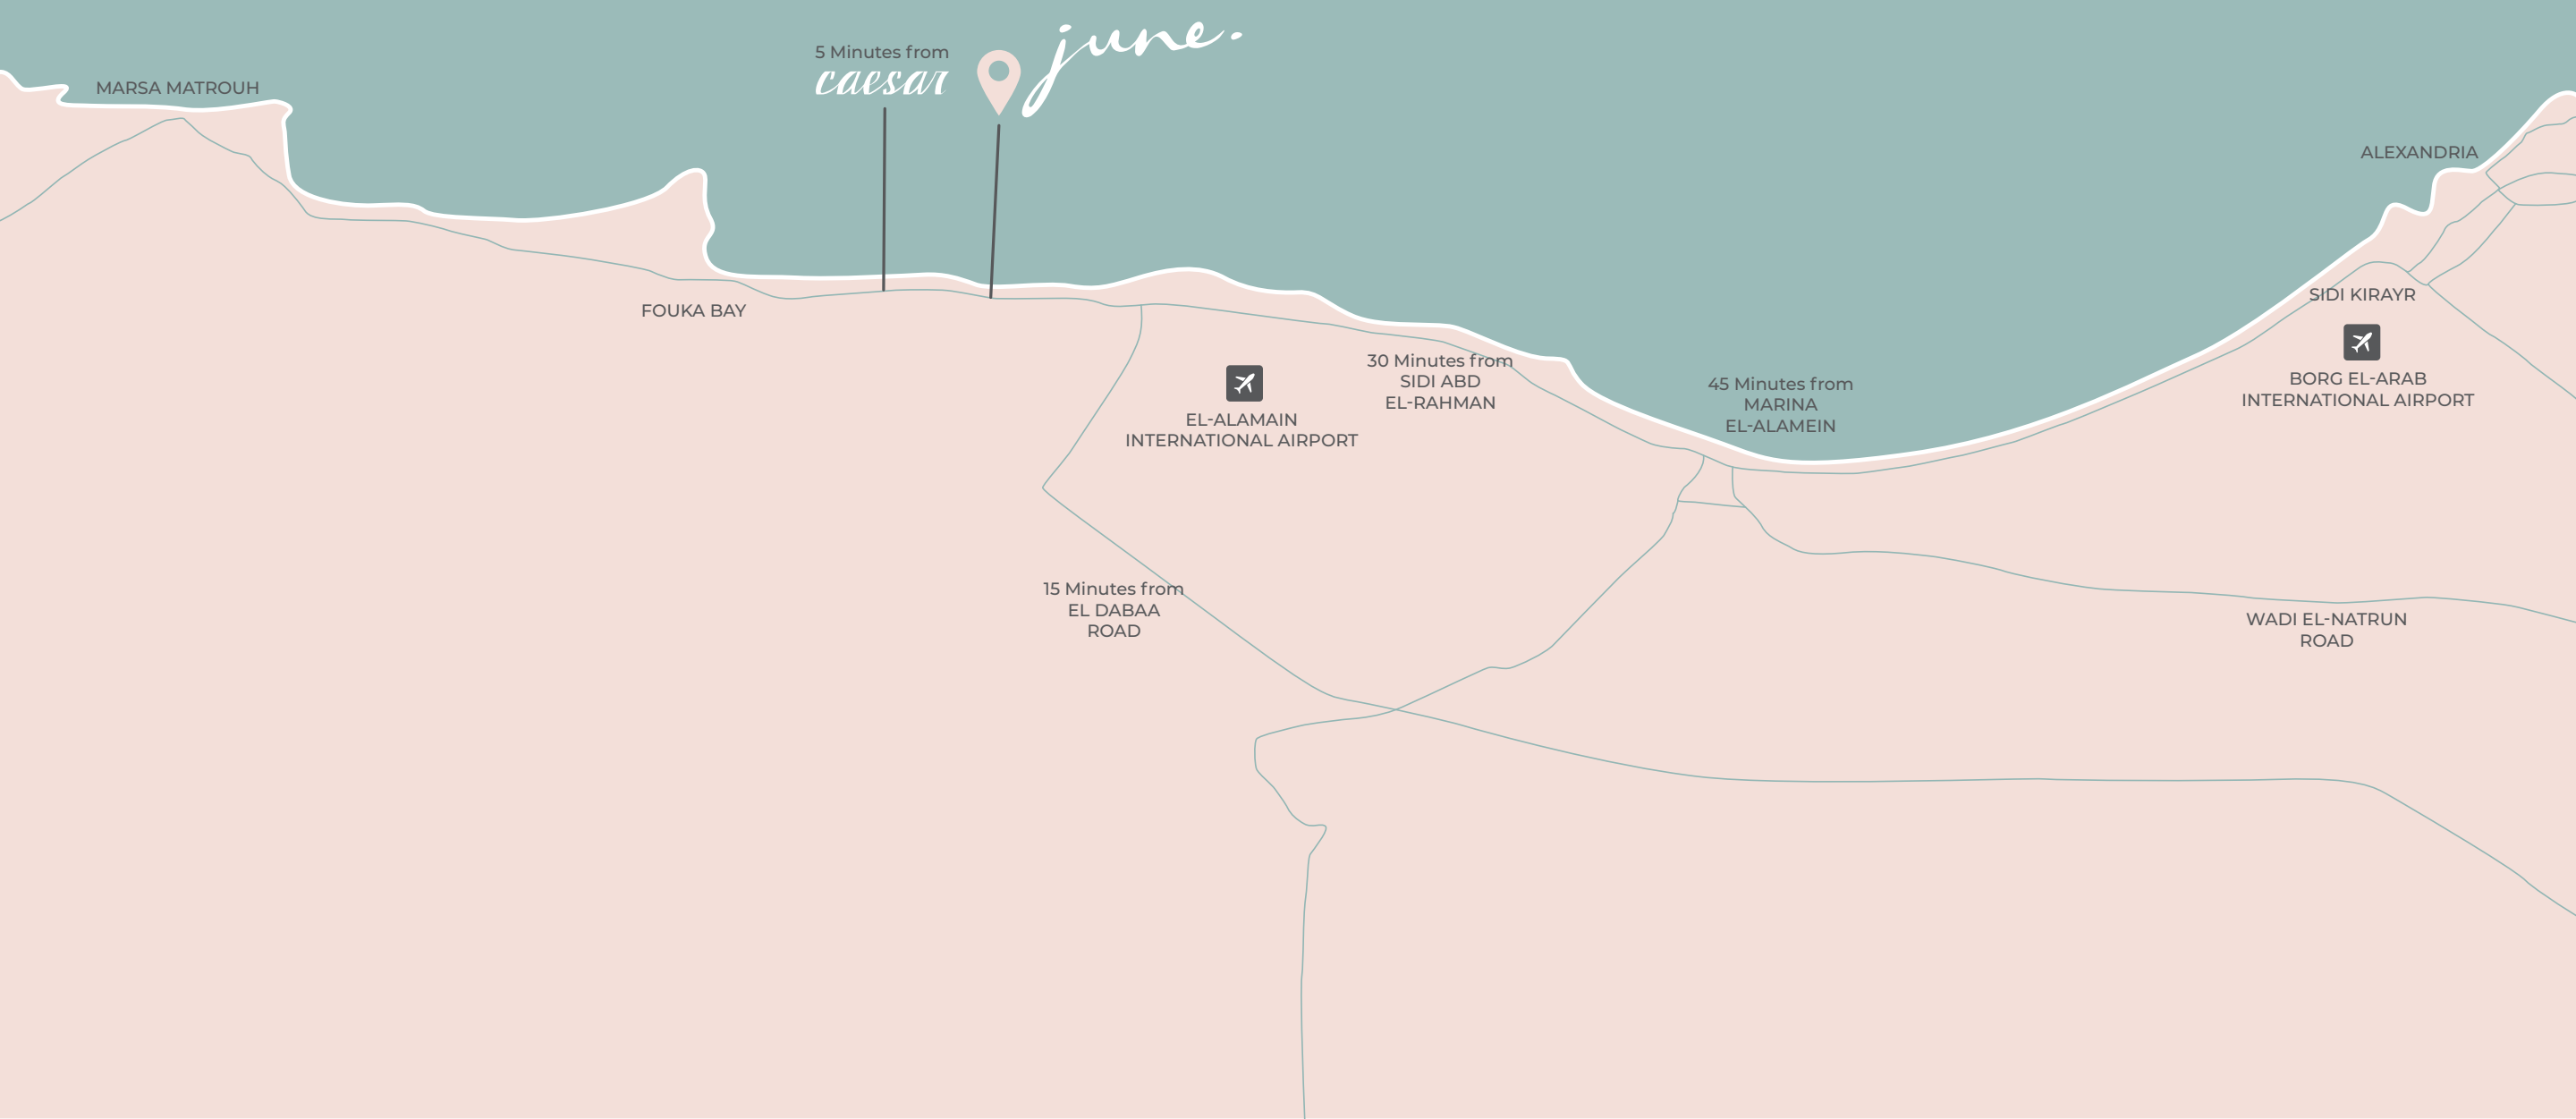 5 Minutes from
caesar
june.
MARSA MATROUH
ALEXANDRIA
FOUKA BAY
SIDI KIRAYR
30 Minutes from
SIDI ABD
EL-RAHMAN
45 Minutes from
MARINA
EL-ALAMEIN
BORG EL-ARAB
INTERNATIONAL AIRPORT
EL-ALAMAIN
INTERNATIONAL AIRPORT
15 Minutes from
EL DABAA
ROAD
WADI EL-NATRUN
ROAD